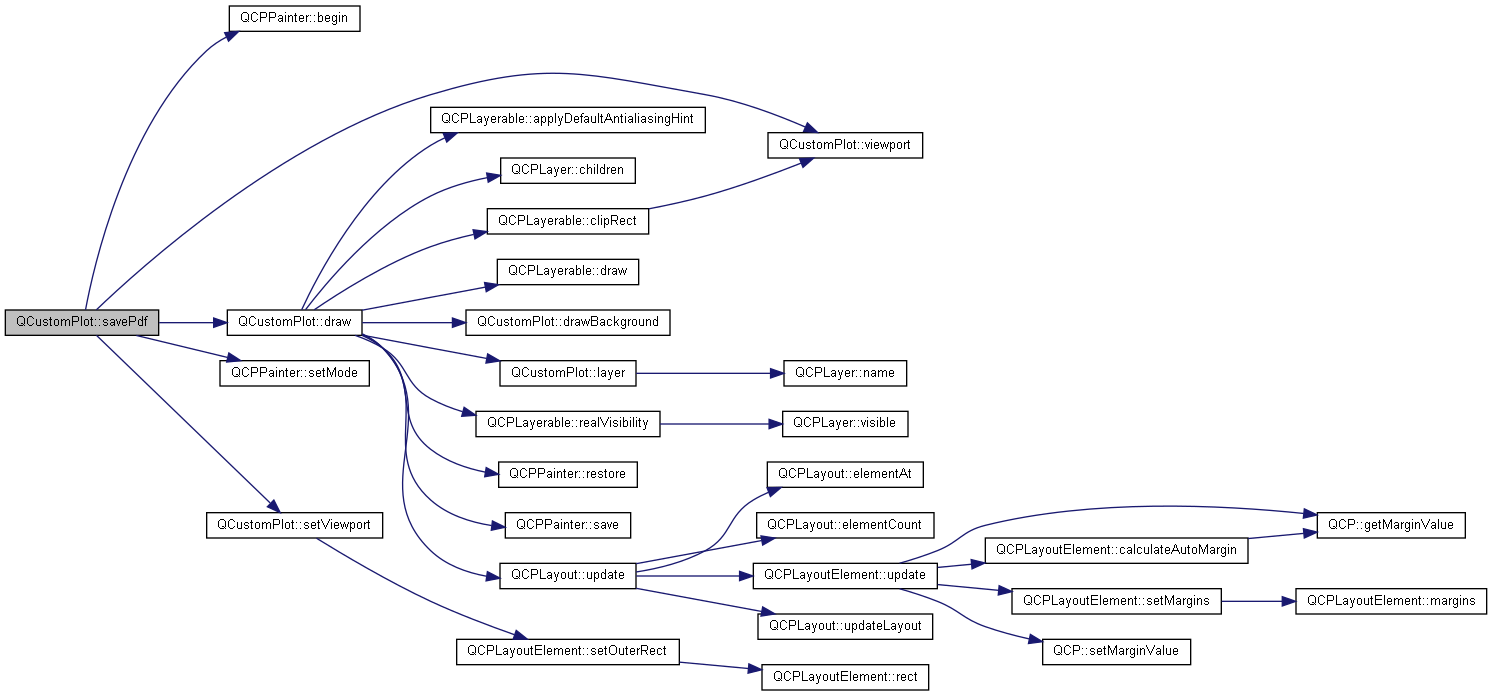 QCPPainter::begin
QCPLayerable::applyDefaultAntialiasingHint
QCustomPlot::viewport
QCPLayer::children
QCPLayerable::clipRect
QCPLayerable::draw
QCustomPlot::savePdf
QCustomPlot::draw
QCustomPlot::drawBackground
QCPPainter::setMode
QCustomPlot::layer
QCPLayer::name
QCPLayerable::realVisibility
QCPLayer::visible
QCPPainter::restore
QCPLayout::elementAt
QCustomPlot::setViewport
QCPPainter::save
QCPLayout::elementCount
QCP::getMarginValue
QCPLayoutElement::calculateAutoMargin
QCPLayout::update
QCPLayoutElement::update
QCPLayoutElement::setMargins
QCPLayoutElement::margins
QCPLayout::updateLayout
QCPLayoutElement::setOuterRect
QCP::setMarginValue
QCPLayoutElement::rect